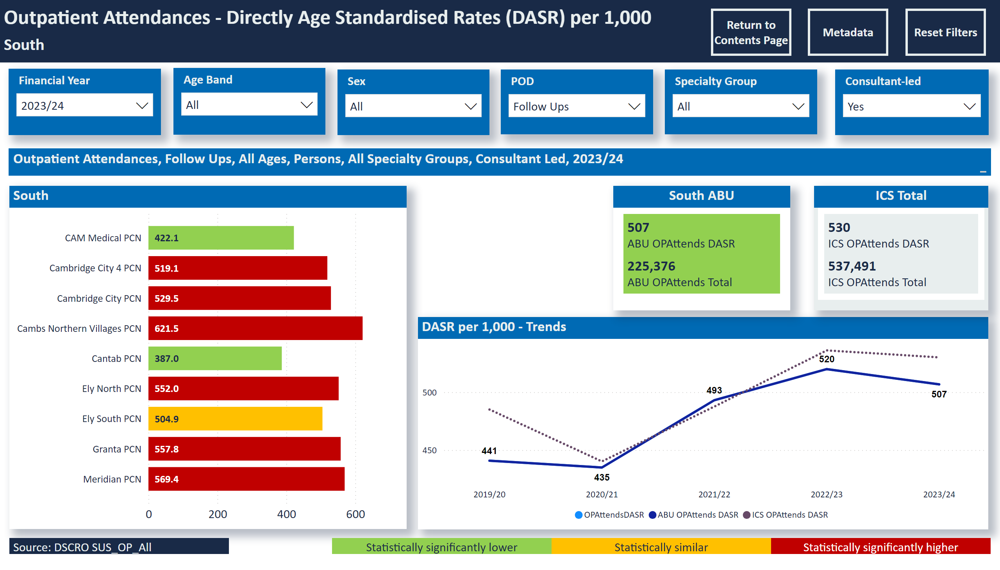 Outpatient Attendances - Directly Age Standardised Rates (DASR) per 1,000
South
Return to
Contents Page
Metadata
Reset Filters
Financial Year
2023/24
Age Band
All
Sex
All
POD
Follow Ups
Specialty Group
All
Consultant-led
Yes
Outpatient Attendances, Follow Ups, All Ages, Persons, All Specialty Groups, Consultant Led, 2023/24
South
CAM Medical PCN 422.1
Cambridge City 4 PCN 519.1
Cambridge City PCN 529.5
Cambs Northern Villages PCN 621.5
Cantab PCN 387.0
Ely North PCN 552.0
Ely South PCN 504.9
Granta PCN 557.8
Meridian PCN 569.4
0 200 400 600
South ABU
507
ABU OPAttends DASR
225,376
ABU OPAttends Total
ICS Total
530
ICS OPAttends DASR
537,491
ICS OPAttends Total
DASR per 1,000 - Trends
520
500
493
507
450
441
435
2019/20 2020/21 2021/22 2022/23 2023/24
OPAttendsDASR ABU OPAttends DASR ICS OPAttends DASR
Source: DSCRO SUS_OP_All
Statistically significantly lower
Statistically similar
Statistically significantly higher